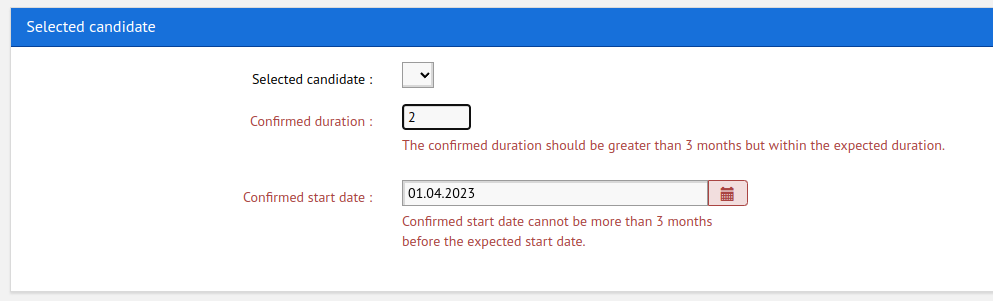 Selected candidate
Selected candidate :
Confirmed duration :
2
The confirmed duration should be greater than 3 months but within the expected duration.
Confirmed start date :
01.04.2023
Confirmed start date cannot be more than 3 months
before the expected start date.